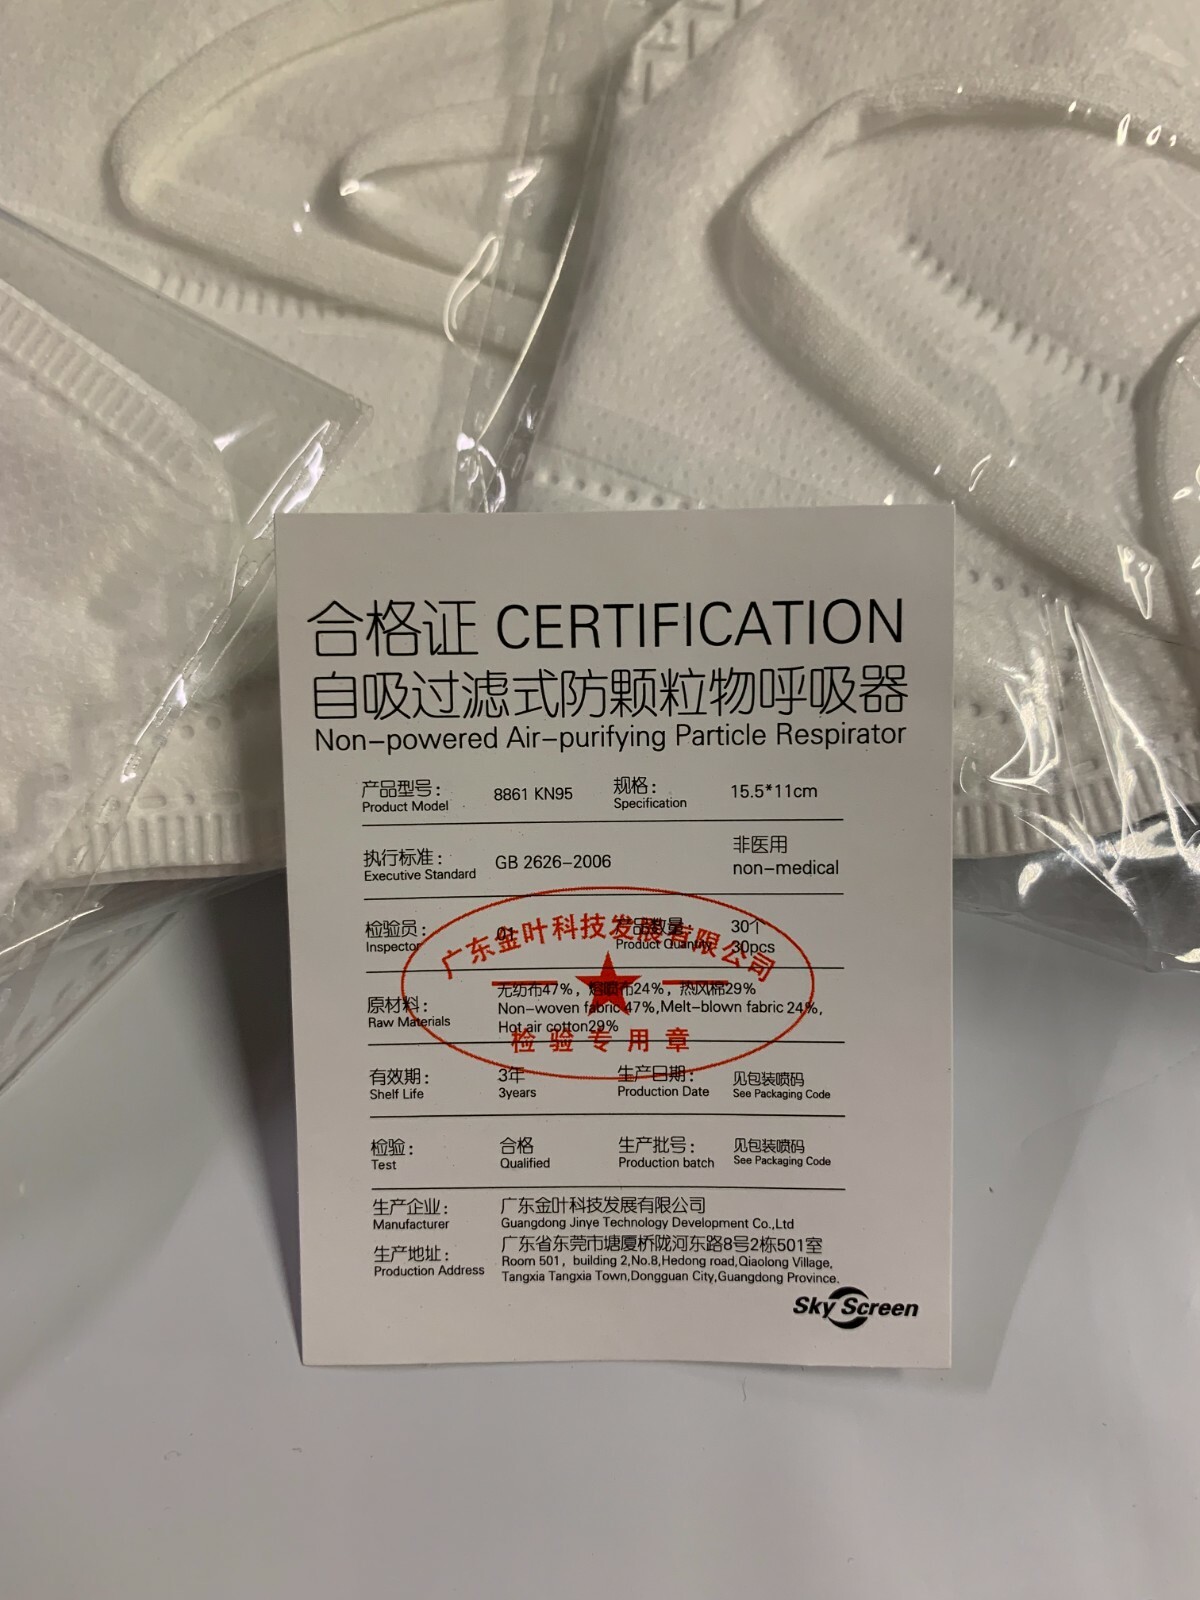 合格证 CERTIFICATION
自吸过滤式防颗粒物呼吸器
Non-powered Air-purifying Particle Respirator
产品型号： 8861 KN95 规格： 15.5*11cm
Product Model Specification
执行标准： GB 2626-2006 非医用
Executive Standard non-medical
检验员： 01 产品数量： 30个
Inspector Product Quantity 30pcs
广东金叶科技发展有限公司
检验专用章
原材料： 无纺布47%，熔喷布24%，热风棉29%
Raw Materials Non-woven fabric 47%,Melt-blown fabric 24%,
Hot air cotton29%
有效期： 3年 生产日期： 见包装喷码
Shelf Life 3years Production Date See Packaging Code
检验： 合格 生产批号： 见包装喷码
Test Qualified Production batch See Packaging Code
生产企业： 广东金叶科技发展有限公司
Manufacturer Guangdong Jinye Technology Development Co.,Ltd
生产地址： 广东省东莞市塘厦桥陇河东路8号2栋501室
Production Address Room 501，building 2,No.8,Hedong road,Qiaolong Village,
Tangxia Tangxia Town,Dongguan City,Guangdong Province.
Sky Screen